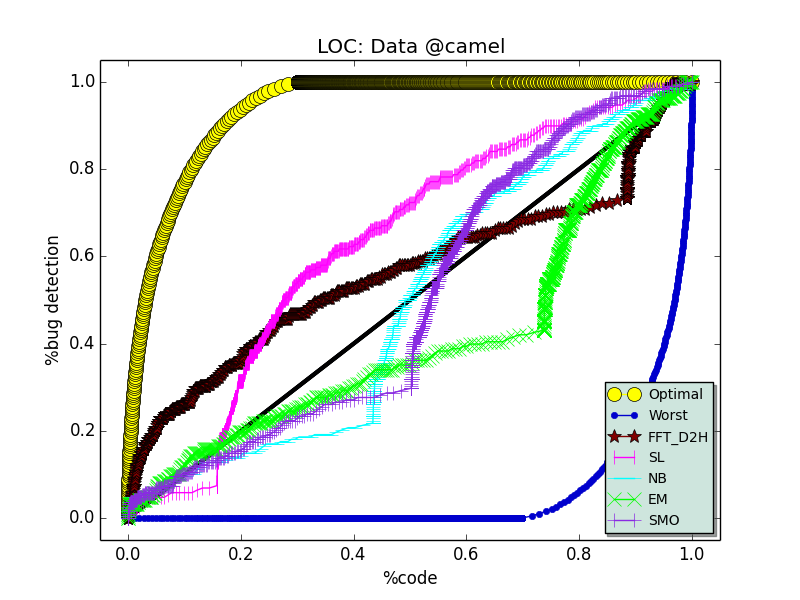 LOC: Data @camel
%bug detection
1.0
0.8
0.6
0.4
0.2
0.0
0.0 0.2 0.4 0.6 0.8 1.0
%code
Optimal
Worst
FFT_D2H
SL
NB
EM
SMO